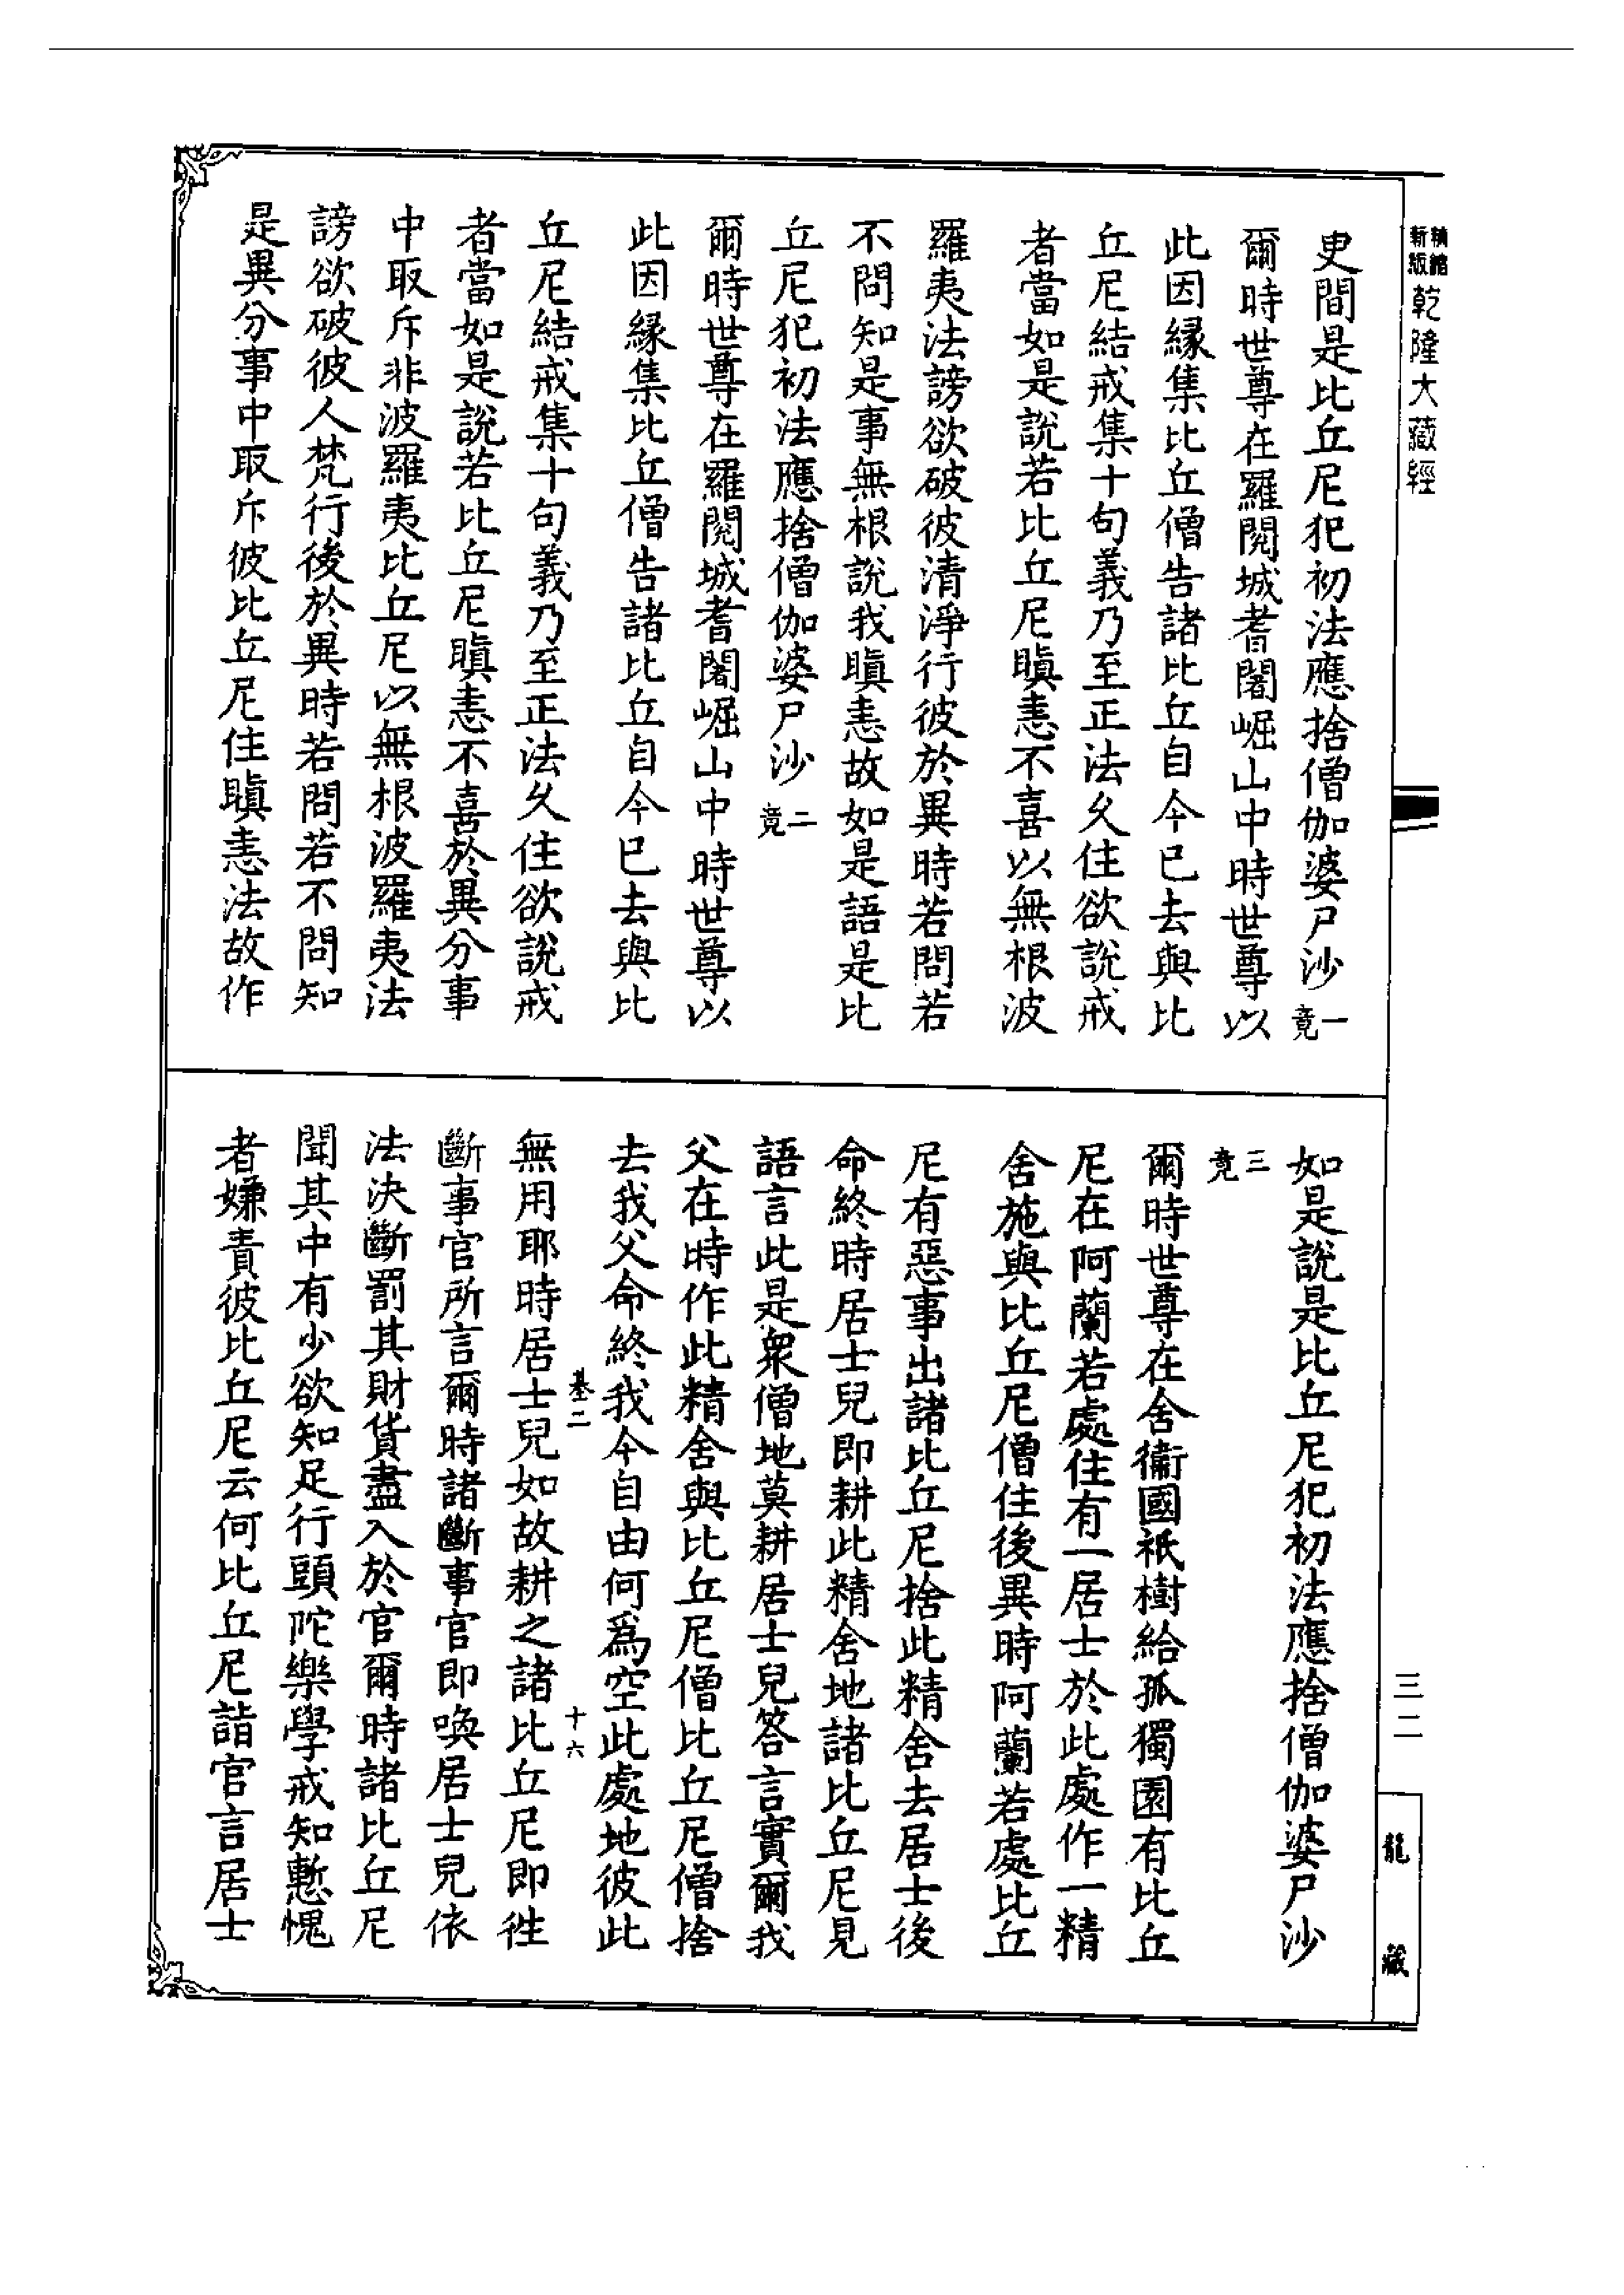 精縮新版乾隆大藏經
臾間是比丘尼犯初法應捨僧伽婆尸沙一竟
爾時世尊在羅閱城耆闍崛山中時世尊以
此因緣集比丘僧告諸比丘自今已去與比
丘尼結戒集十句義乃至正法久住欲說戒
者當如是說若比丘尼瞋恚不喜以無根波
羅夷法謗欲破彼清淨行彼於異時若問若
不問知是事無根說我瞋恚故如是語是比
丘尼犯初法應捨僧伽婆尸沙二竟
爾時世尊在羅閱城耆闍崛山中時世尊以
此因緣集比丘僧告諸比丘自今已去與比
丘尼結戒集十句義乃至正法久住欲說戒
者當如是說若比丘尼瞋恚不喜於異分事
中取斥非波羅夷比丘尼以無根波羅夷法
謗欲破彼人梵行後於異時若問若不問知
是異分事中取斥彼比丘尼住瞋恚法故作
如是說是比丘尼犯初法應捨僧伽婆尸沙
三竟
爾時世尊在舍衞國祇樹給孤獨園有比丘
尼在阿蘭若處住有一居士於此處作一精
舍施與比丘尼僧住後異時阿蘭若處比丘
尼有惡事出諸比丘尼捨此精舍去居士後
命終時居士兒即耕此精舍地諸比丘尼見
語言此是衆僧地莫耕居士兒答言實爾我
父在時作此精舍與比丘尼僧比丘尼僧捨
去我父命終我今自由何爲空此處地彼此
基二
十六
無用耶時居士兒如故耕之諸比丘尼即徃
斷事官所言爾時諸斷事官即喚居士兒依
法決斷罰其財貨盡入於官爾時諸比丘尼
聞其中有少欲知足行頭陀樂學戒知慙愧
者嫌責彼比丘尼云何比丘尼詣官言居士
三二
龍藏